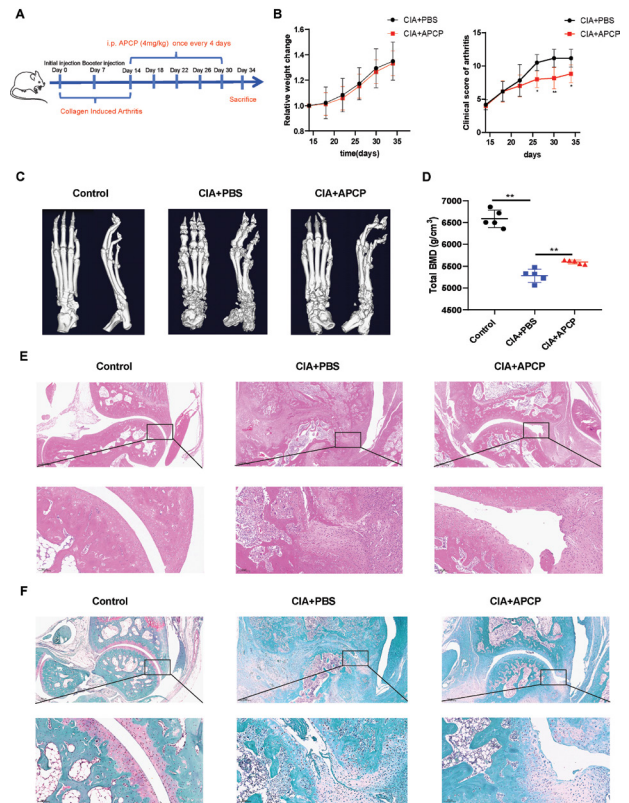 A
i.p. APCP (4mg/kg) once every 4 days
Initial injection Booster injection
Day 0 Day 7 Day 14 Day 18 Day 22 Day 26 Day 30 Day 34
Collagen Induced Arthritis
Sacrifice
B
CIA+PBS
CIA+APCP
Relative weight change
1.6
1.4
1.2
1.0
0.8
15 20 25 30 35
time(days)
CIA+PBS
CIA+APCP
Clinical score of arthritis
15
10
5
0
* ** *
15 20 25 30 35
days
C
Control CIA+PBS CIA+APCP
D
Total BMD (g/cm3)
7000
6500
6000
5500
5000
4500
**
**
Control
CIA+PBS
CIA+APCP
E
Control CIA+PBS CIA+APCP
F
Control CIA+PBS CIA+APCP